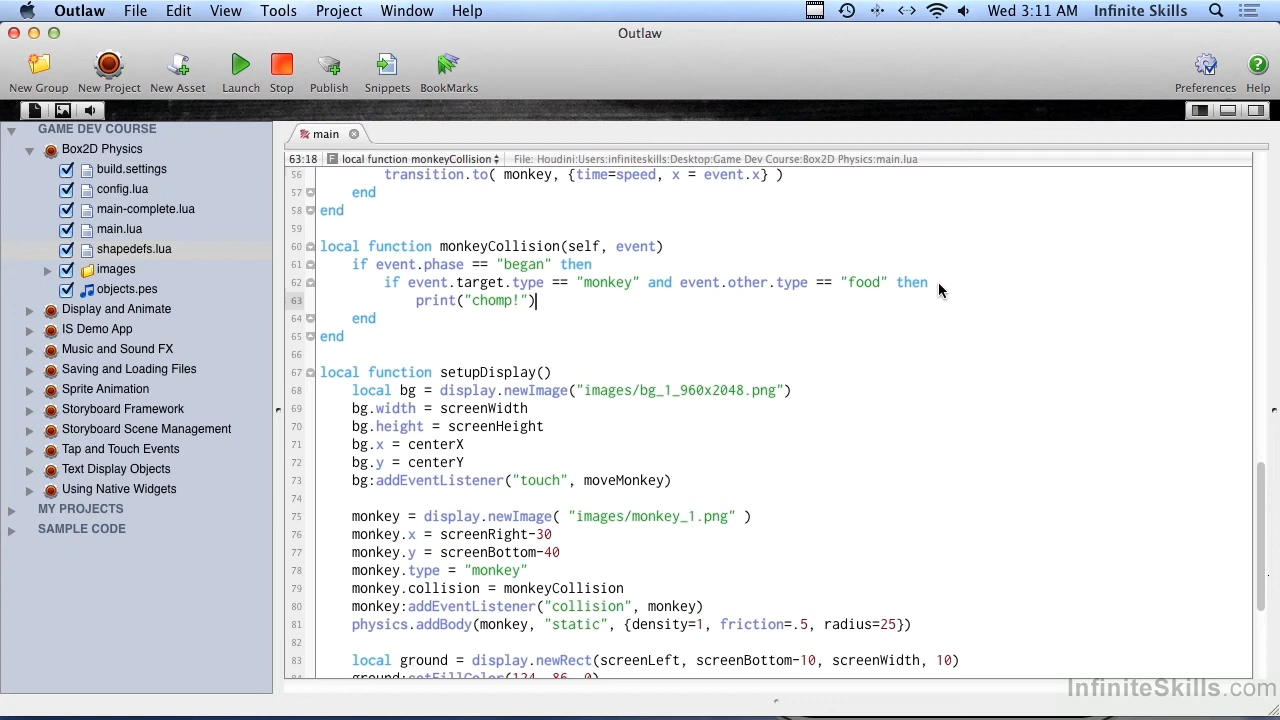 Outlaw File Edit View Tools Project Window Help Wed 3:11 AM Infinite Skills
Outlaw
New Group New Project New Asset Launch Stop Publish Snippets BookMarks Preferences Help
GAME DEV COURSE
Box2D Physics
build.settings
config.lua
main-complete.lua
main.lua
shapedefs.lua
images
objects.pes
Display and Animate
IS Demo App
Music and Sound FX
Saving and Loading Files
Sprite Animation
Storyboard Framework
Storyboard Scene Management
Tap and Touch Events
Text Display Objects
Using Native Widgets
MY PROJECTS
SAMPLE CODE
main
63:18 F local function monkeyCollision File: Houdini:Users:infiniteskills:Desktop:Game Dev Course:Box2D Physics:main.lua
56 transition.to( monkey, {time=speed, x = event.x} )
57 end
58 end
59
60 local function monkeyCollision(self, event)
61 if event.phase == "began" then
62 if event.target.type == "monkey" and event.other.type == "food" then
63 print("chomp!")
64 end
65 end
66
67 local function setupDisplay()
68 local bg = display.newImage("images/bg_1_960x2048.png")
69 bg.width = screenWidth
70 bg.height = screenHeight
71 bg.x = centerX
72 bg.y = centerY
73 bg:addEventListener("touch", moveMonkey)
74
75 monkey = display.newImage( "images/monkey_1.png" )
76 monkey.x = screenRight-30
77 monkey.y = screenBottom-40
78 monkey.type = "monkey"
79 monkey.collision = monkeyCollision
80 monkey:addEventListener("collision", monkey)
81 physics.addBody(monkey, "static", {density=1, friction=.5, radius=25})
82
83 local ground = display.newRect(screenLeft, screenBottom-10, screenWidth, 10)
ground:setFillColor(124, 86, 0)
InfiniteSkills.com